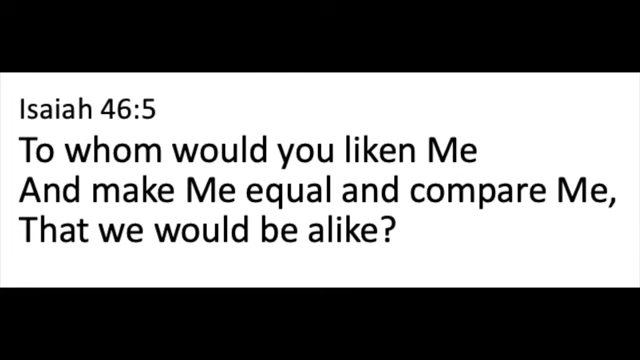 Isaiah 46:5
To whom would you liken Me
And make Me equal and compare Me,
That we would be alike?